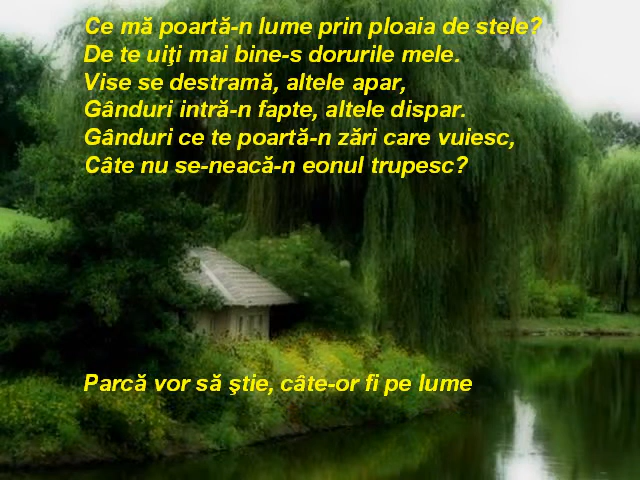 Ce mă poartă-n lume prin ploaia de stele?
De te uiţi mai bine-s dorurile mele.
Vise se destramă, altele apar,
Gânduri intră-n fapte, altele dispar.
Gânduri ce te poartă-n zări care vuiesc,
Câte nu se-neacă-n eonul trupesc?
Parcă vor să ştie, câte-or fi pe lume